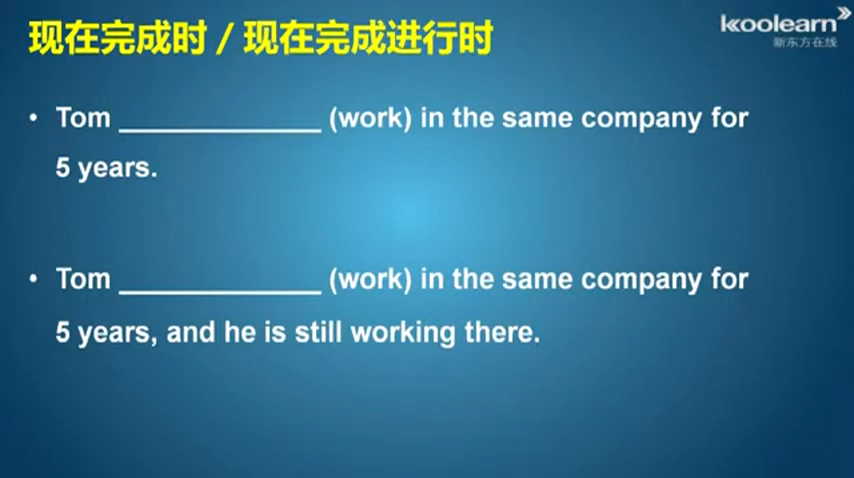 现在完成时 / 现在完成进行时
koolearn
新东方在线
• Tom ______________ (work) in the same company for
5 years.
• Tom ______________ (work) in the same company for
5 years, and he is still working there.